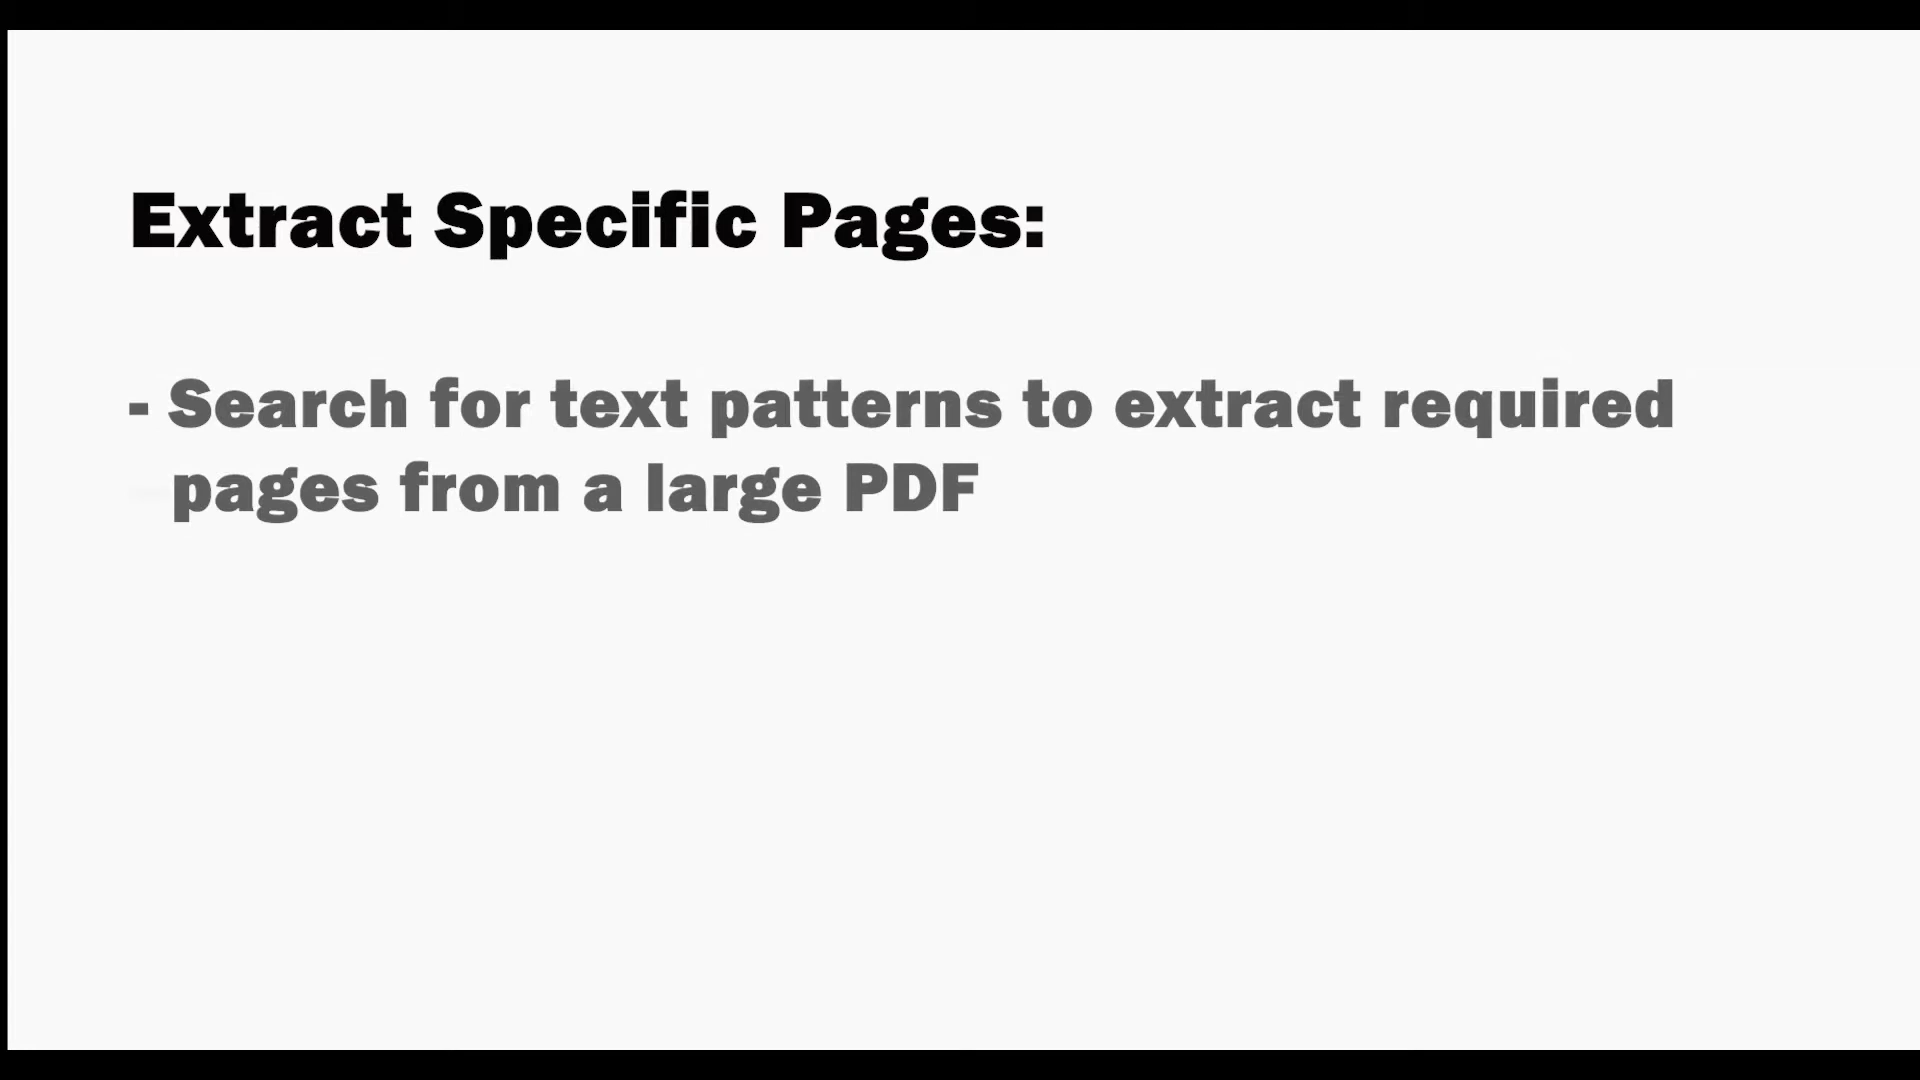 Extract Specific Pages:
- Search for text patterns to extract required
pages from a large PDF